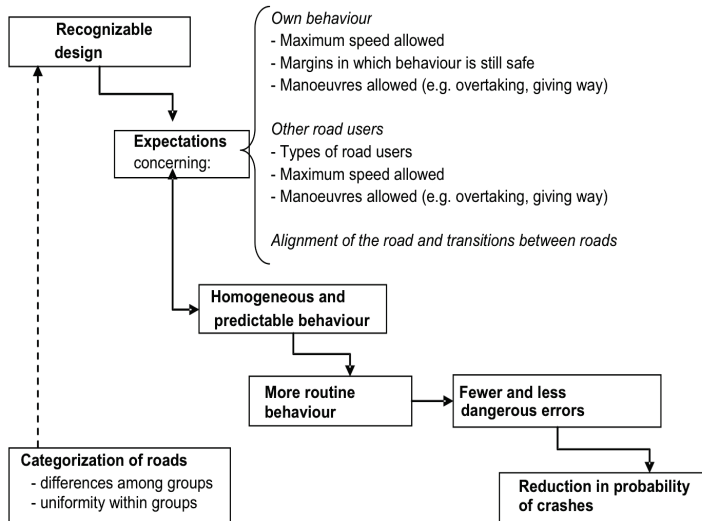 Recognizable
design
Own behaviour
- Maximum speed allowed
- Margins in which behaviour is still safe
- Manoeuvres allowed (e.g. overtaking, giving way)
Expectations
concerning:
Other road users
- Types of road users
- Maximum speed allowed
- Manoeuvres allowed (e.g. overtaking, giving way)
Alignment of the road and transitions between roads
Homogeneous and
predictable behaviour
More routine
behaviour
Fewer and less
dangerous errors
Categorization of roads
- differences among groups
- uniformity within groups
Reduction in probability
of crashes